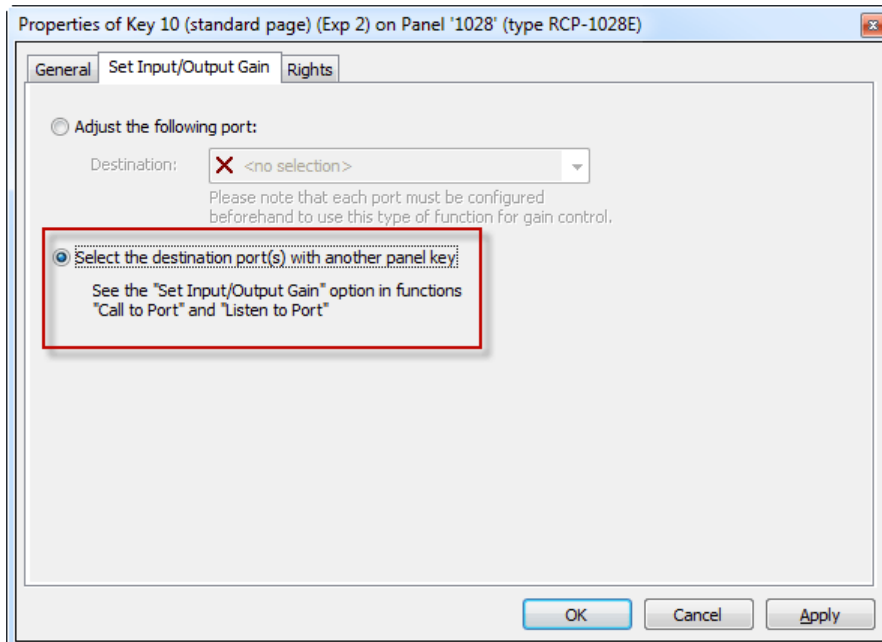 Properties of Key 10 (standard page) (Exp 2) on Panel '1028' (type RCP-1028E)
General
Set Input/Output Gain
Rights
Adjust the following port:
Destination:
<no selection>
Please note that each port must be configured
beforehand to use this type of function for gain control.
Select the destination port(s) with another panel key
See the "Set Input/Output Gain" option in functions
"Call to Port" and "Listen to Port"
OK
Cancel
Apply